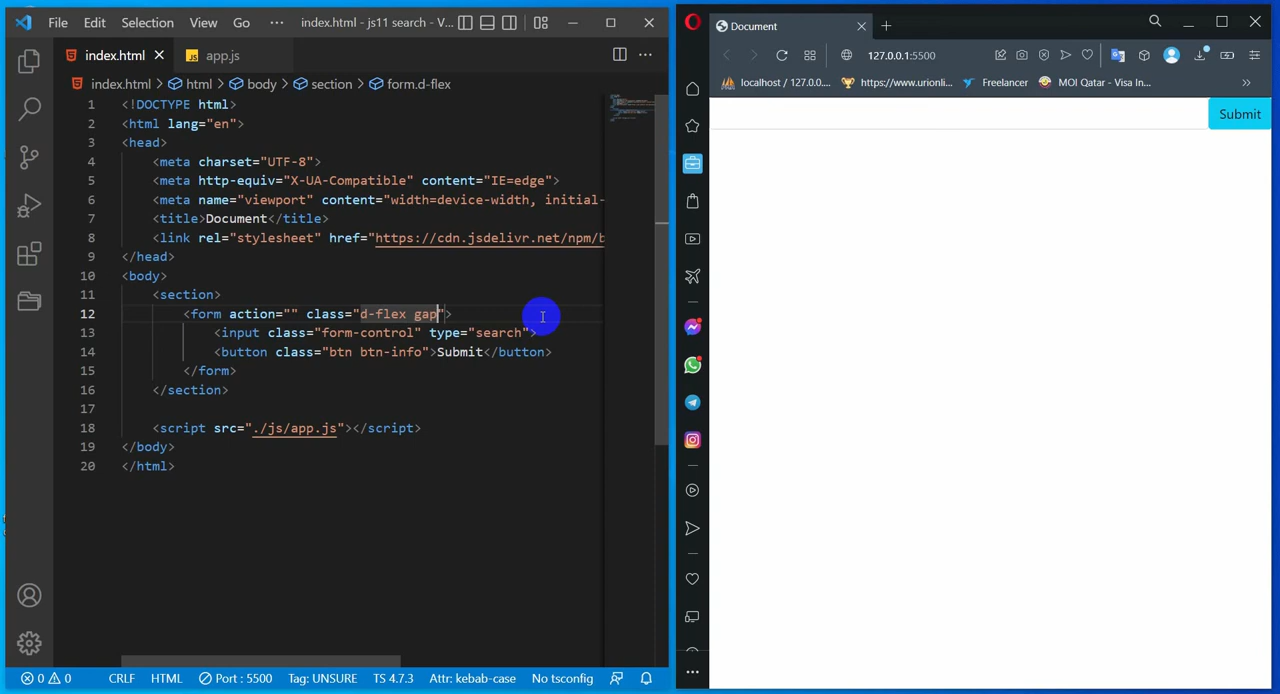 File Edit Selection View Go ··· index.html - js11 search - V...
index.html app.js
index.html > html > body > section > form.d-flex
1 <!DOCTYPE html>
2 <html lang="en">
3 <head>
4 <meta charset="UTF-8">
5 <meta http-equiv="X-UA-Compatible" content="IE=edge">
6 <meta name="viewport" content="width=device-width, initial-
7 <title>Document</title>
8 <link rel="stylesheet" href="https://cdn.jsdelivr.net/npm/b
9 </head>
10 <body>
11 <section>
12 <form action="" class="d-flex gap">
13 <input class="form-control" type="search">
14 <button class="btn btn-info">Submit</button>
15 </form>
16 </section>
17
18 <script src="./js/app.js"></script>
19 </body>
20 </html>
0 0 CRLF HTML Port : 5500 Tag: UNSURE TS 4.7.3 Attr: kebab-case No tsconfig
Document
127.0.0.1:5500
localhost / 127.0.0... https://www.urionli... Freelancer MOI Qatar - Visa In... »
Submit